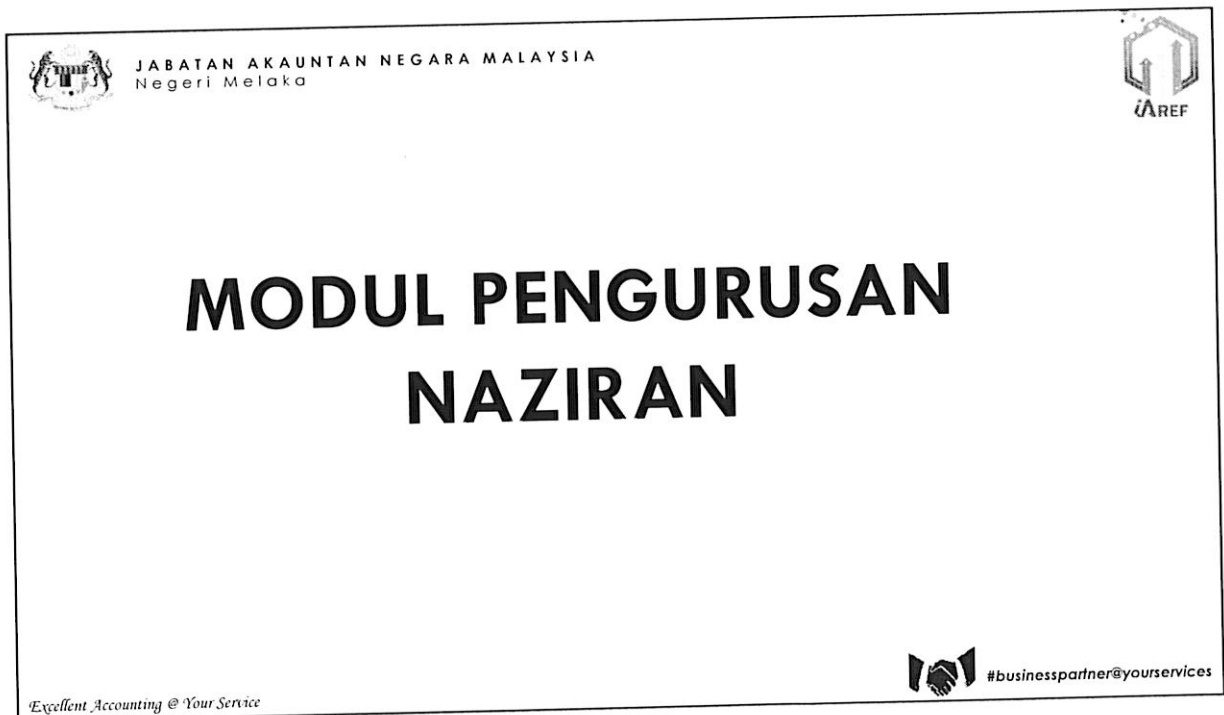 JABATAN AKAUNTAN NEGARA MALAYSIA
Negeri Melaka
iAREF
MODUL PENGURUSAN
NAZIRAN
#businesspartner@yourservices
Excellent Accounting @ Your Service